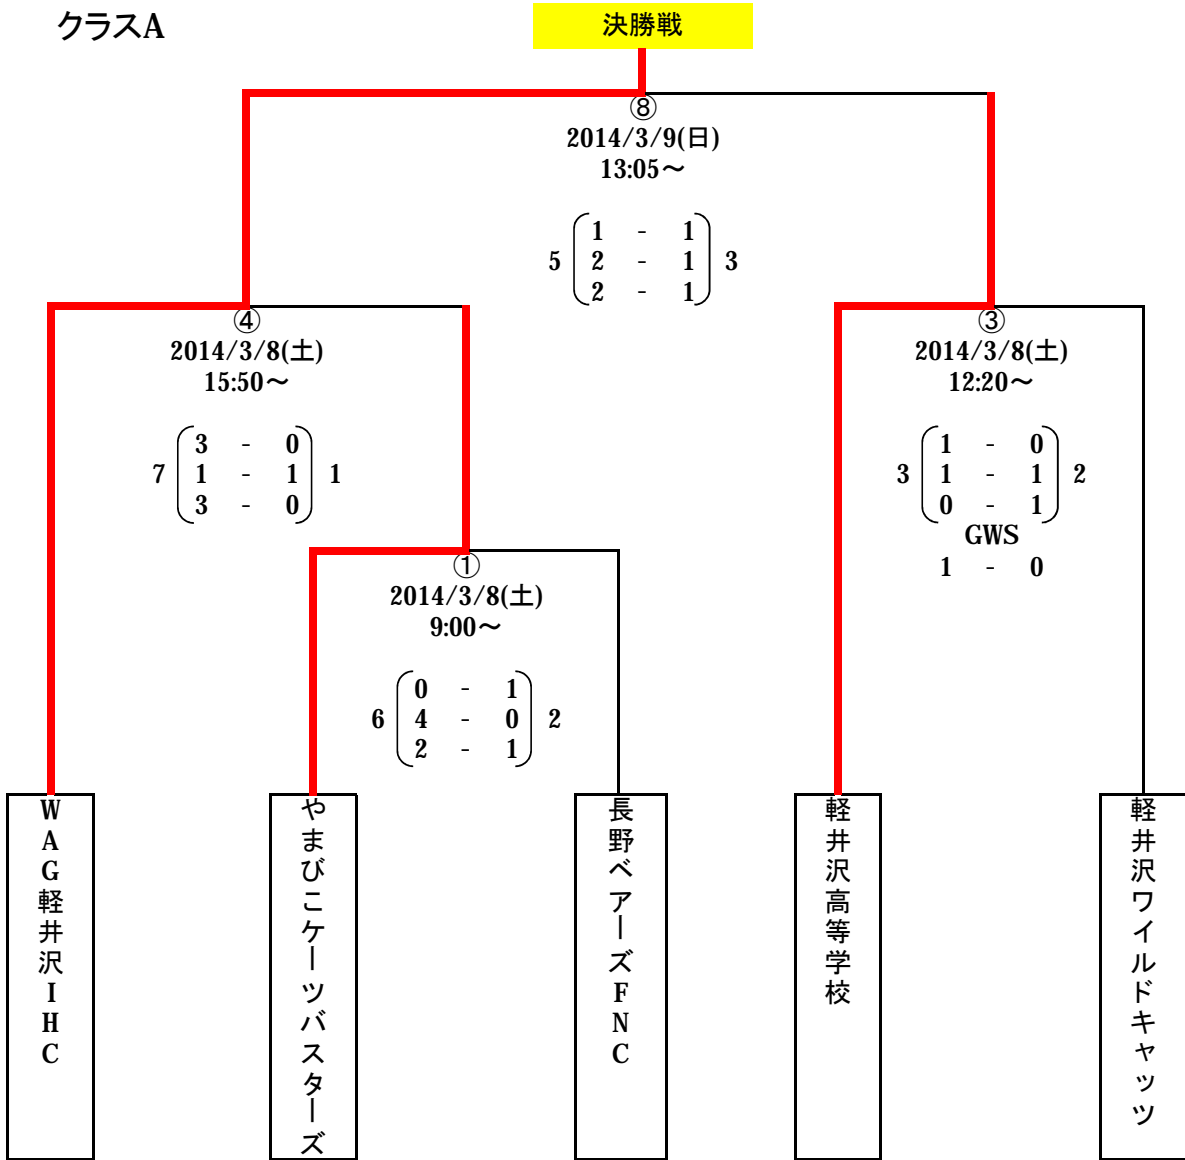 クラスA
決勝戦
⑧
2014/3/9(日)
13:05～
1 - 1
5 2 - 1 3
2 - 1
④
2014/3/8(土)
15:50～
3 - 0
7 1 - 1 1
3 - 0
③
2014/3/8(土)
12:20～
1 - 0
3 1 - 1 2
0 - 1
GWS
1 - 0
①
2014/3/8(土)
9:00～
0 - 1
6 4 - 0 2
2 - 1
WAG軽井沢IHC
やまびこケーツバスターズ
長野ベアーズFNC
軽井沢高等学校
軽井沢ワイルドキャッツ